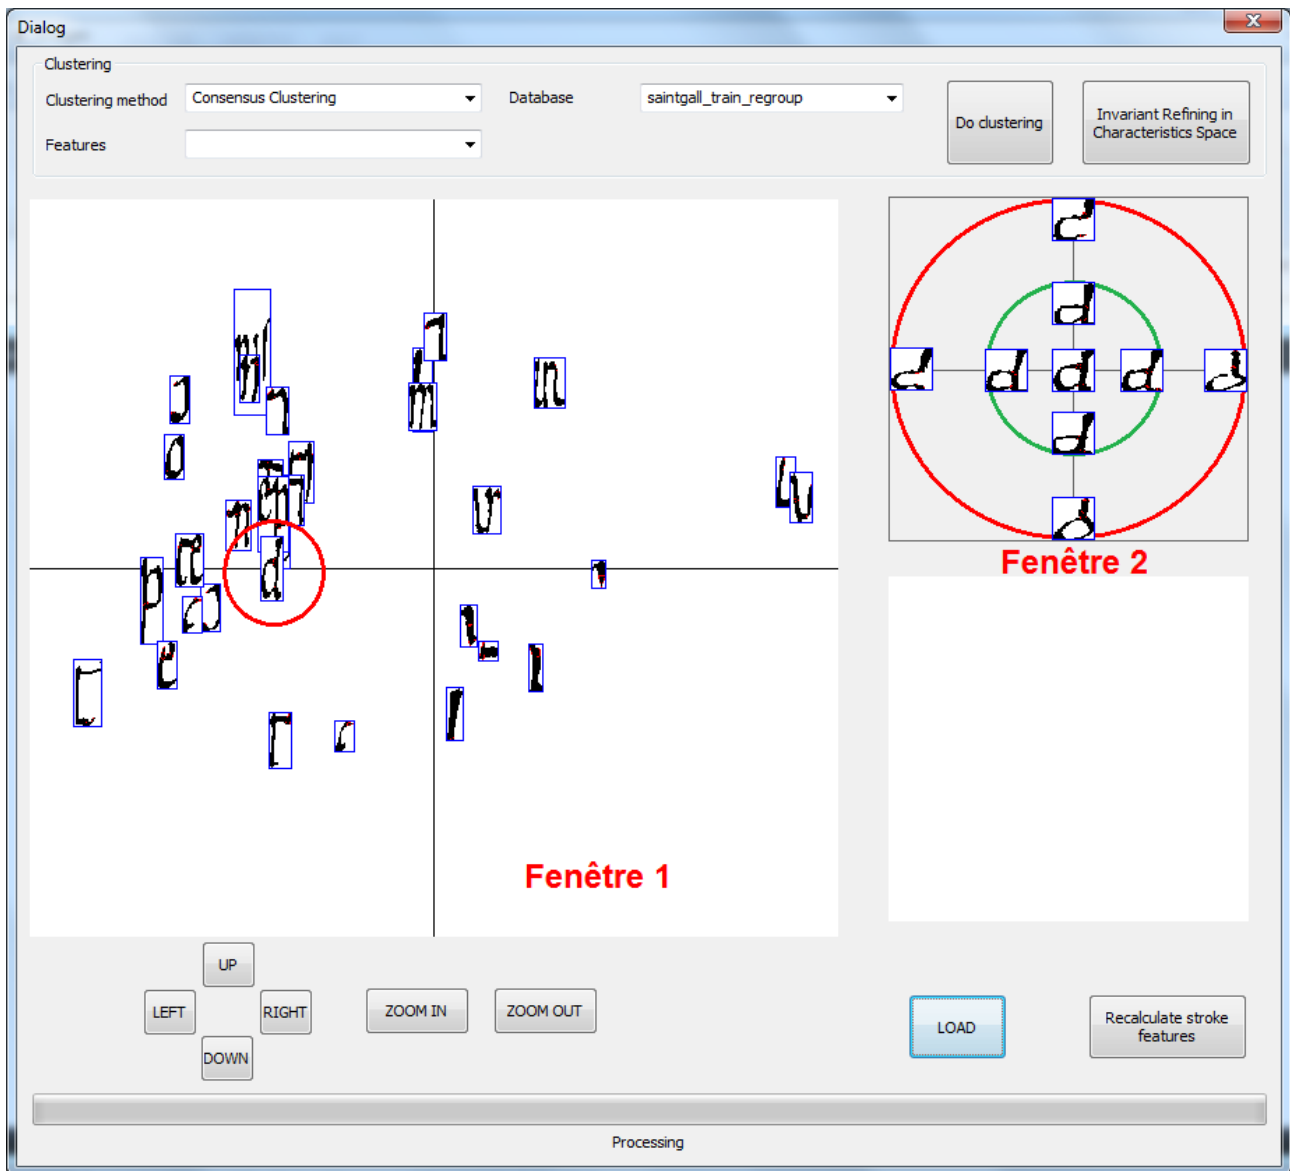 Dialog
Clustering
Clustering method Consensus Clustering Database saintgall_train_regroup
Features
Do clustering
Invariant Refining in
Characteristics Space
Fenêtre 2
Fenêtre 1
UP
LEFT RIGHT
DOWN
ZOOM IN ZOOM OUT
LOAD
Recalculate stroke
features
Processing